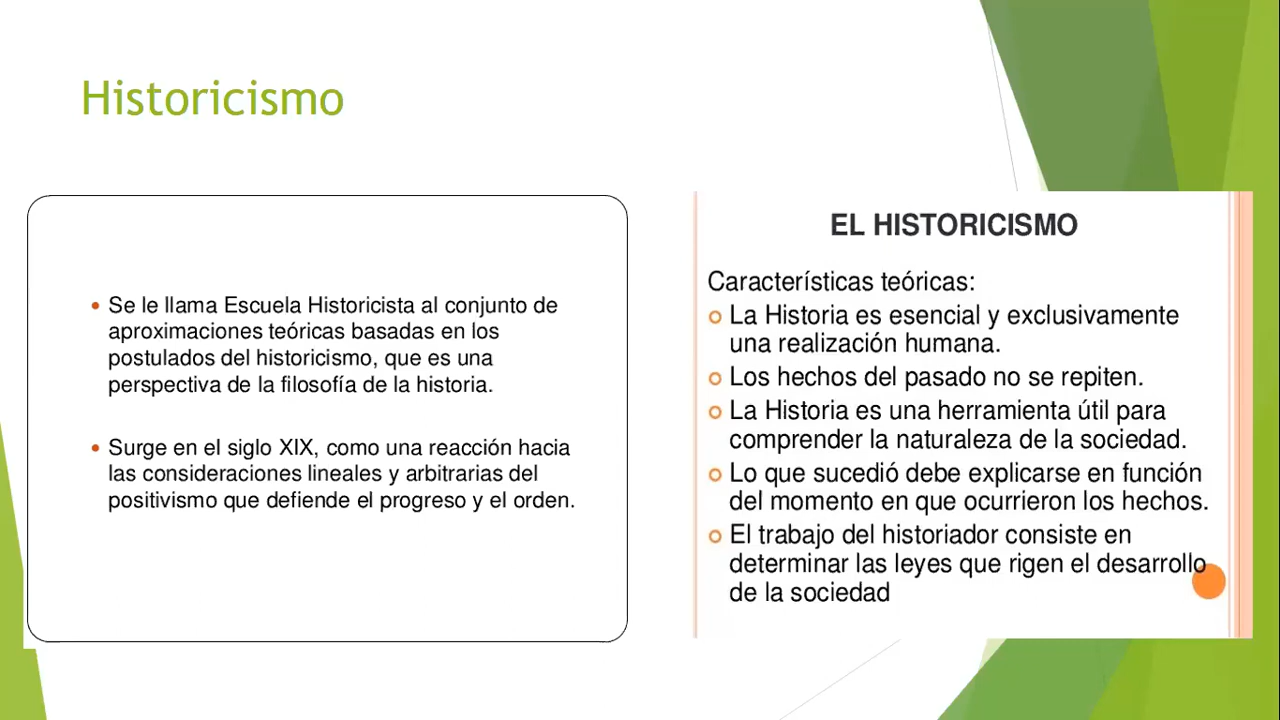 Historicismo
Se le llama Escuela Historicista al conjunto de
aproximaciones teóricas basadas en los
postulados del historicismo, que es una
perspectiva de la filosofía de la historia.
Surge en el siglo XIX, como una reacción hacia
las consideraciones lineales y arbitrarias del
positivismo que defiende el progreso y el orden.
EL HISTORICISMO
Características teóricas:
La Historia es esencial y exclusivamente
una realización humana.
Los hechos del pasado no se repiten.
La Historia es una herramienta útil para
comprender la naturaleza de la sociedad.
Lo que sucedió debe explicarse en función
del momento en que ocurrieron los hechos.
El trabajo del historiador consiste en
determinar las leyes que rigen el desarrollo
de la sociedad